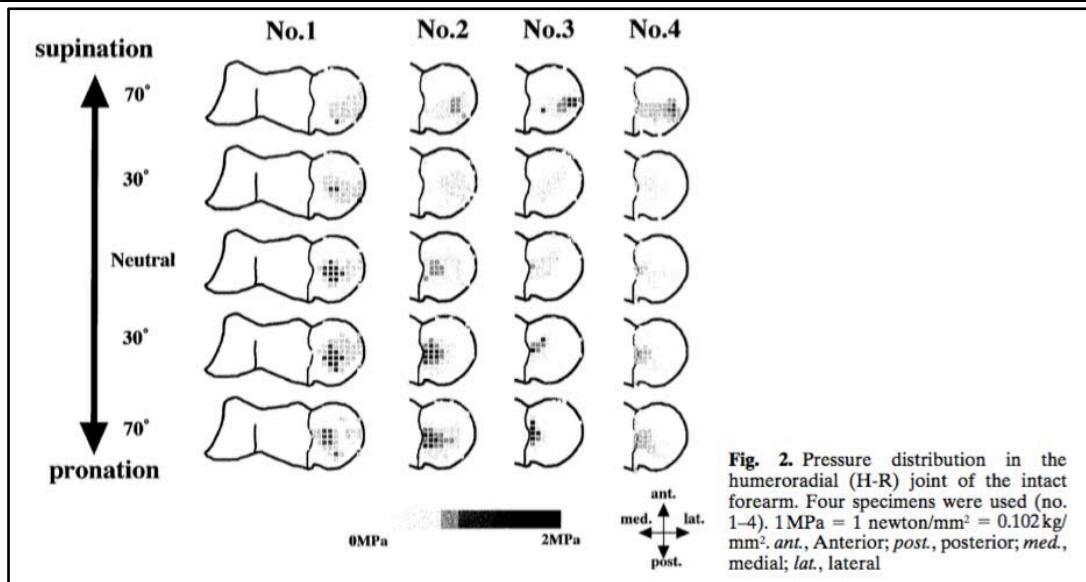 No.1 No.2 No.3 No.4
supination
70°
30°
Neutral
30°
70°
pronation
0MPa 2MPa
ant.
med. lat.
post.
Fig. 2. Pressure distribution in the
humeroradial (H-R) joint of the intact
forearm. Four specimens were used (no.
1–4). 1 MPa = 1 newton/mm² = 0.102 kg/
mm². ant., Anterior; post., posterior; med.,
medial; lat., lateral